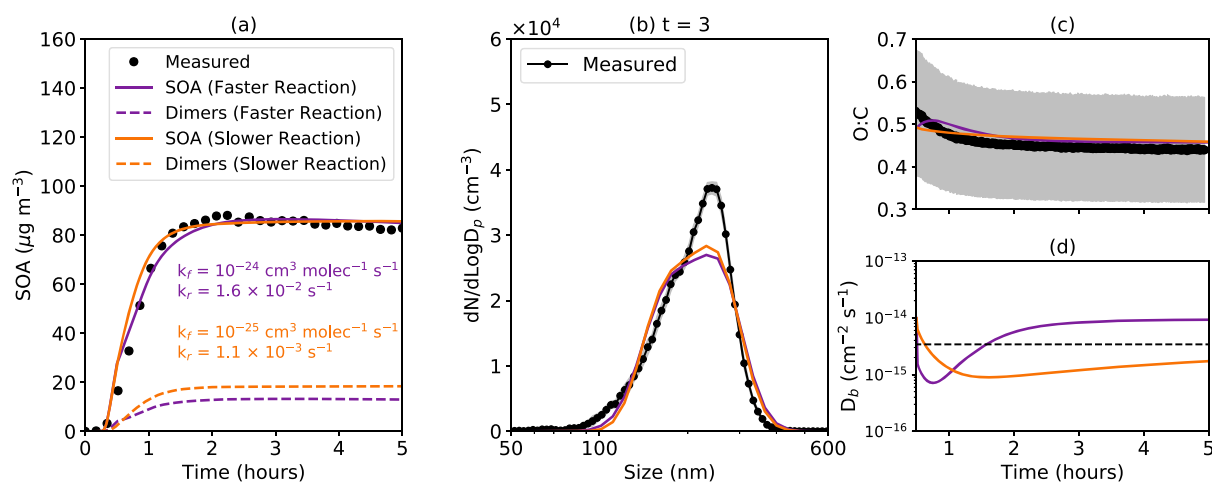 (a)
SOA (μg m⁻³)
160
140
120
100
80
60
40
20
0
Measured
SOA (Faster Reaction)
Dimers (Faster Reaction)
SOA (Slower Reaction)
Dimers (Slower Reaction)
k_f = 10⁻²⁴ cm³ molec⁻¹ s⁻¹
k_r = 1.6 × 10⁻² s⁻¹
k_f = 10⁻²⁵ cm³ molec⁻¹ s⁻¹
k_r = 1.1 × 10⁻³ s⁻¹
0 1 2 3 4 5
Time (hours)
(b) t = 3
×10⁴
dN/dLogD_p (cm⁻³)
6
5
4
3
2
1
0
Measured
50 100 600
Size (nm)
(c)
O:C
0.7
0.6
0.5
0.4
0.3
(d)
D_b (cm⁻² s⁻¹)
10⁻¹³
10⁻¹⁴
10⁻¹⁵
10⁻¹⁶
1 2 3 4 5
Time (hours)